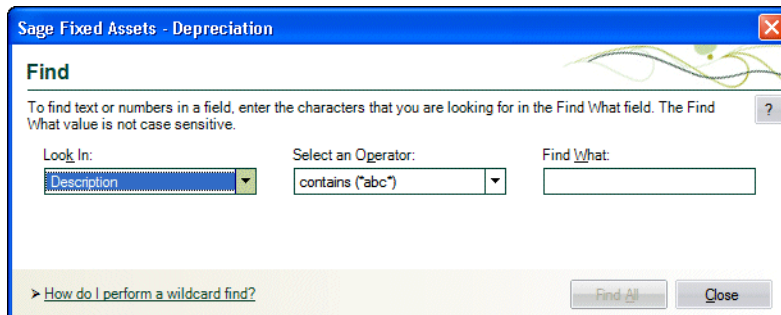 Sage Fixed Assets - Depreciation
Find
To find text or numbers in a field, enter the characters that you are looking for in the Find What field. The Find
What value is not case sensitive.
?
Look In: Select an Operator: Find What:
Description contains ("abc")
➤ How do I perform a wildcard find? Find All Close